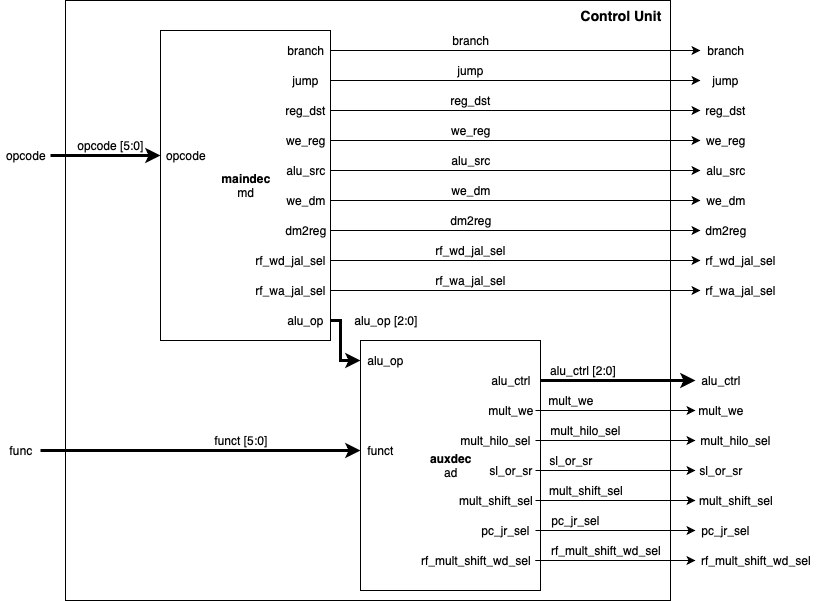 Control Unit
branch branch branch
jump jump jump
reg_dst reg_dst reg_dst
we_reg we_reg we_reg
opcode opcode [5:0] opcode
alu_src alu_src alu_src
maindec
md
we_dm we_dm we_dm
dm2reg dm2reg dm2reg
rf_wd_jal_sel rf_wd_jal_sel rf_wd_jal_sel
rf_wa_jal_sel rf_wa_jal_sel rf_wa_jal_sel
alu_op alu_op [2:0]
alu_op
alu_ctrl alu_ctrl [2:0] alu_ctrl
mult_we mult_we mult_we
mult_hilo_sel mult_hilo_sel mult_hilo_sel
func funct [5:0] funct
auxdec
ad
sl_or_sr sl_or_sr sl_or_sr
mult_shift_sel mult_shift_sel mult_shift_sel
pc_jr_sel pc_jr_sel pc_jr_sel
rf_mult_shift_wd_sel rf_mult_shift_wd_sel rf_mult_shift_wd_sel